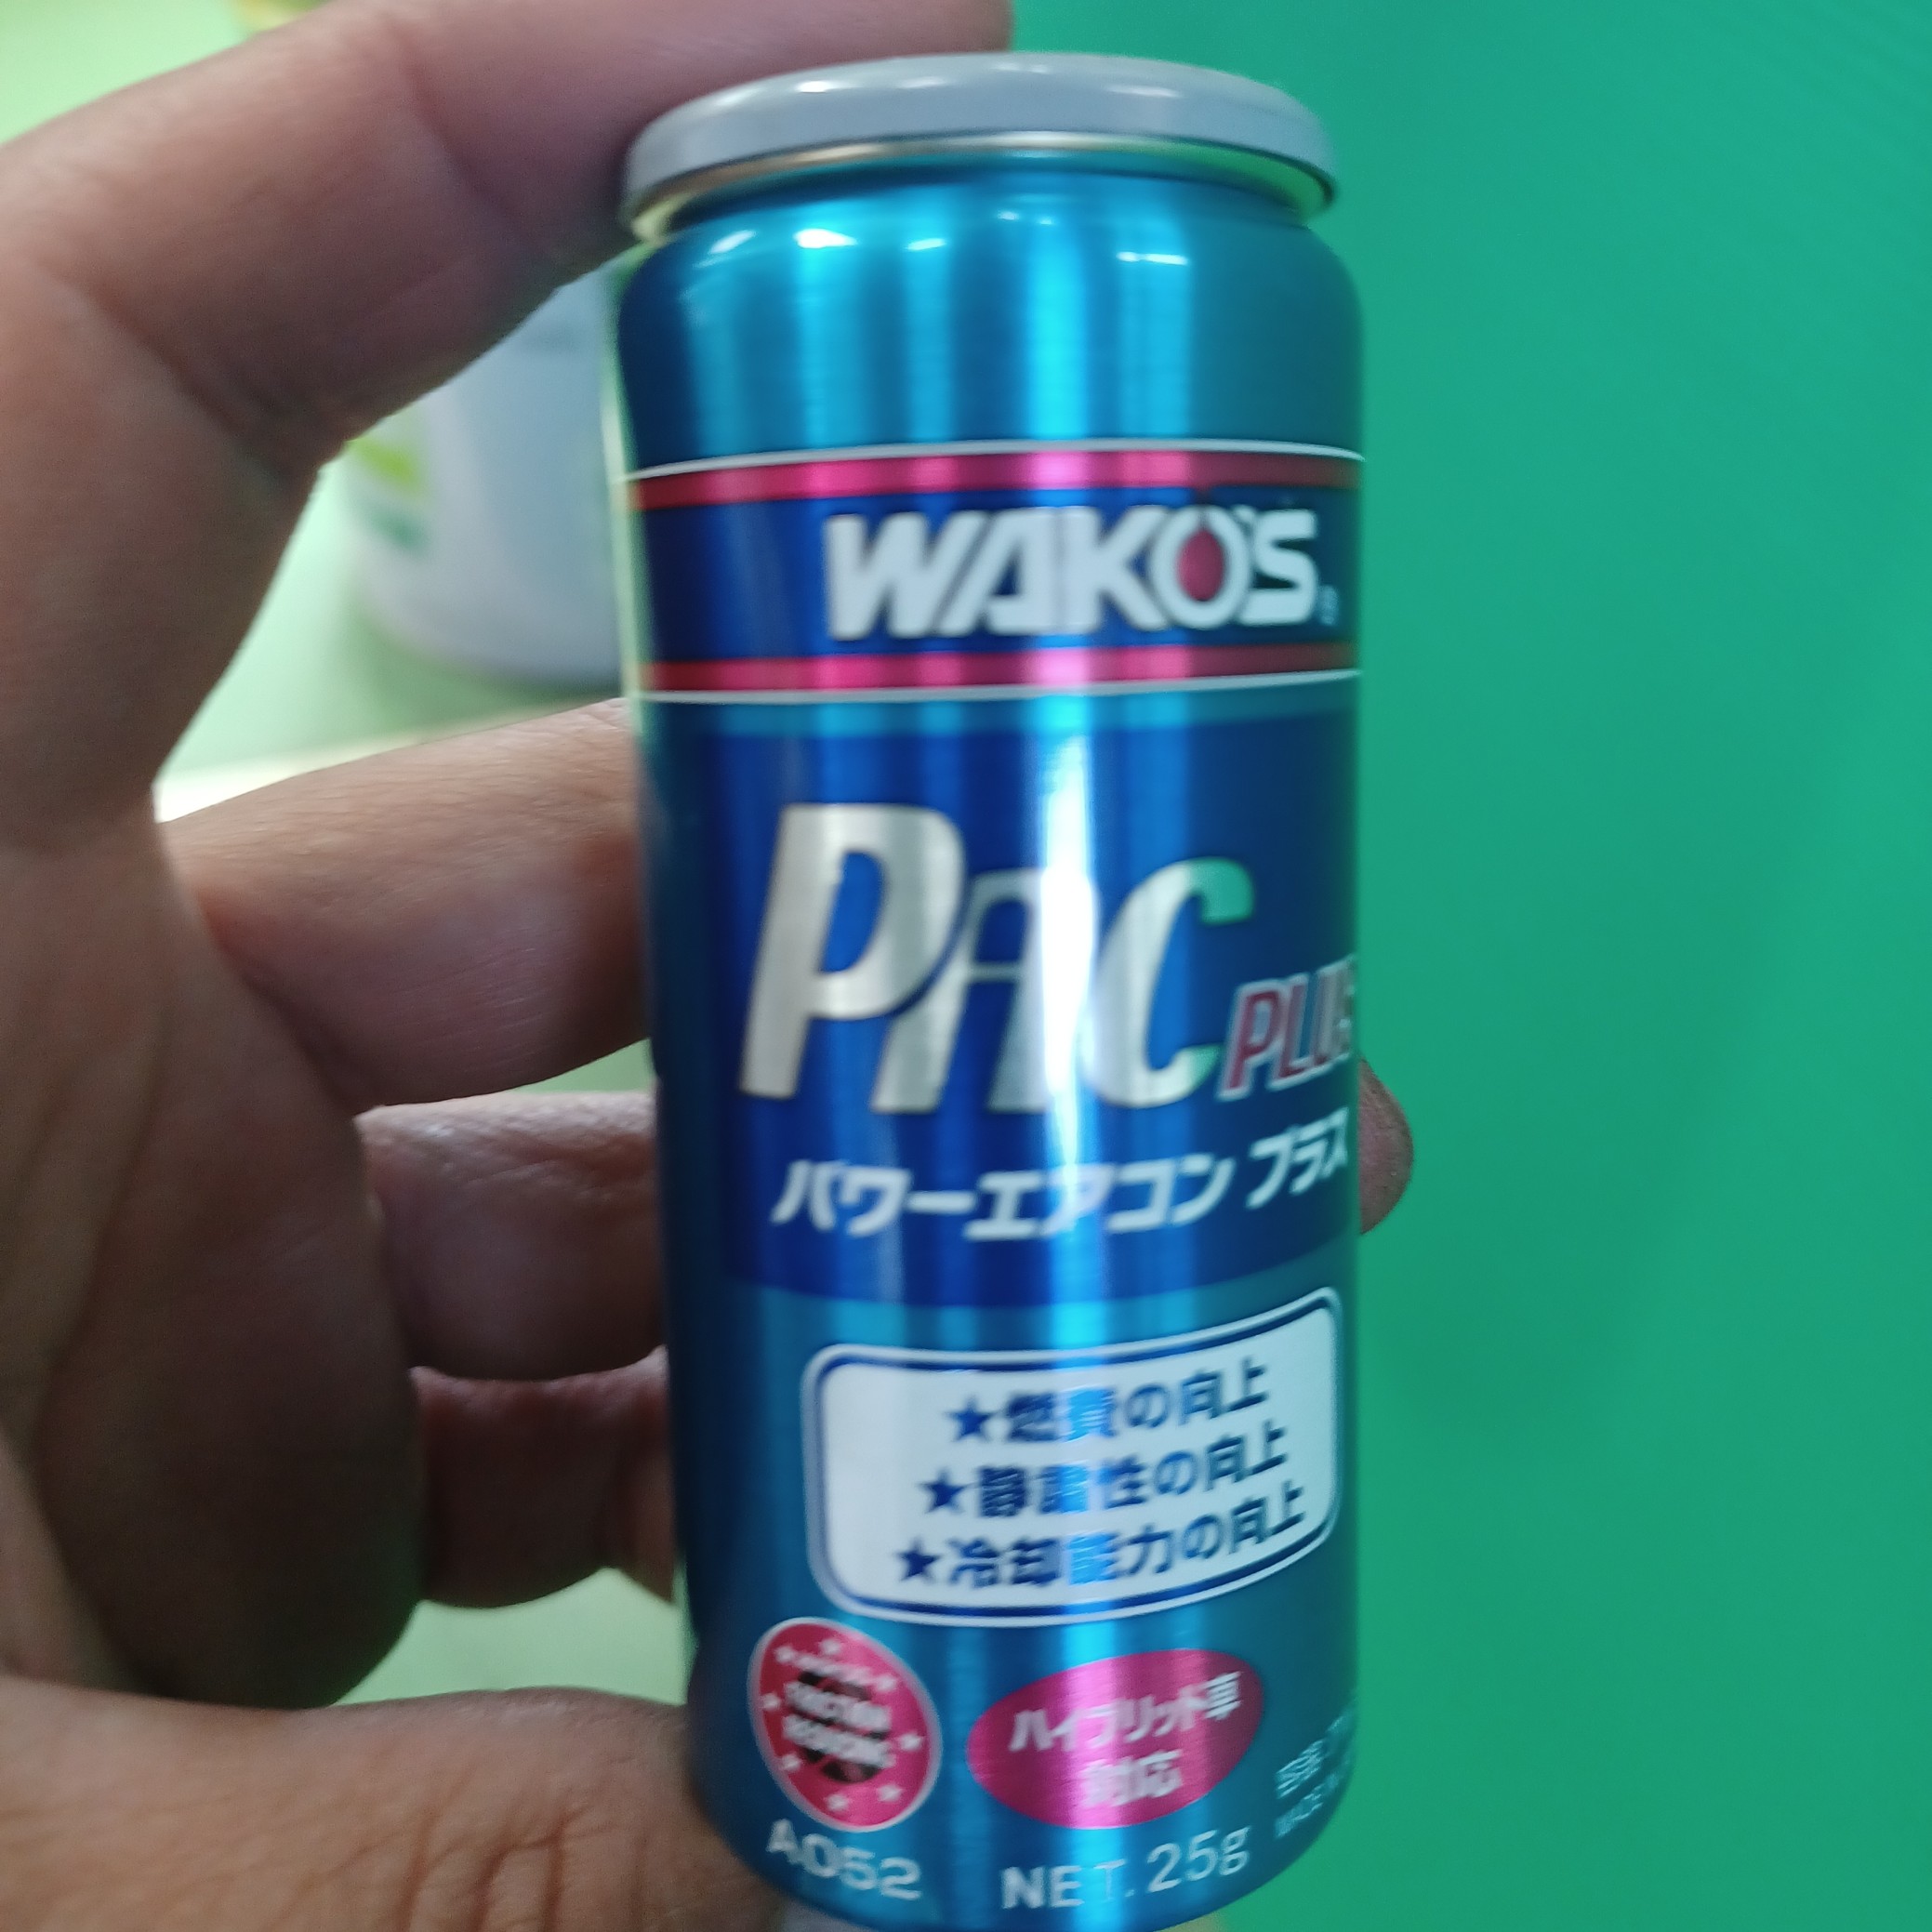 WAKO'S
PAC PLUS
パワーエアコン プラス
★燃費の向上
★静粛性の向上
★冷却能力の向上
FRICTION
REDUCING
ハイブリッド車
対応
A052
NET. 25g